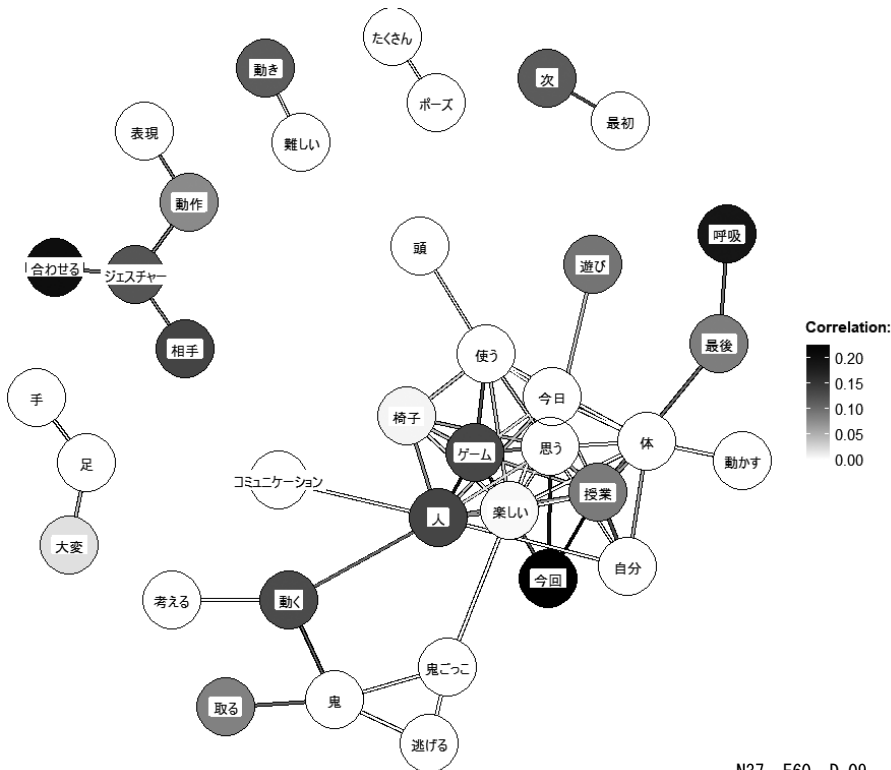 たくさん
動き
ポーズ
次
最初
難しい
表現
動作
頭
呼吸
遊び
合わせる
ジェスチャー
相手
最後
使う
Correlation:
0.20
0.15
0.10
0.05
0.00
手
今日
椅子
体
足
ゲーム
思う
動かす
コミュニケーション
授業
人
楽しい
大変
自分
今回
考える
動く
鬼ごっこ
鬼
取る
逃げる